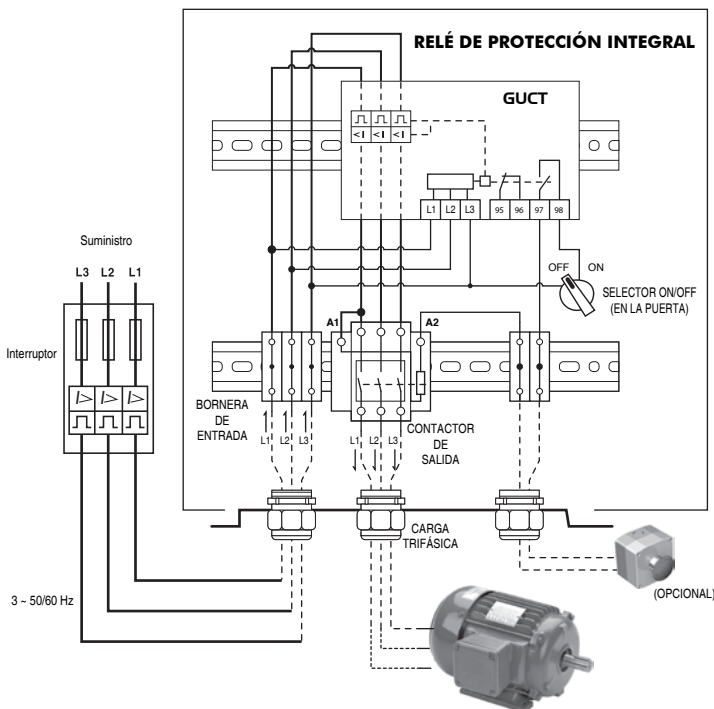 RELÉ DE PROTECCIÓN INTEGRAL
GUCT
< I < I < I
L1 L2 L3 95 96 97 98
Suministro
L3 L2 L1
OFF ON
SELECTOR ON/OFF
(EN LA PUERTA)
A1 A2
Interruptor
I> I> I>
BORNERA
DE
ENTRADA
L1 L2 L3 L1 L2 L3
CONTACTOR
DE
SALIDA
CARGA
TRIFÁSICA
3 ~ 50/60 Hz
(OPCIONAL)